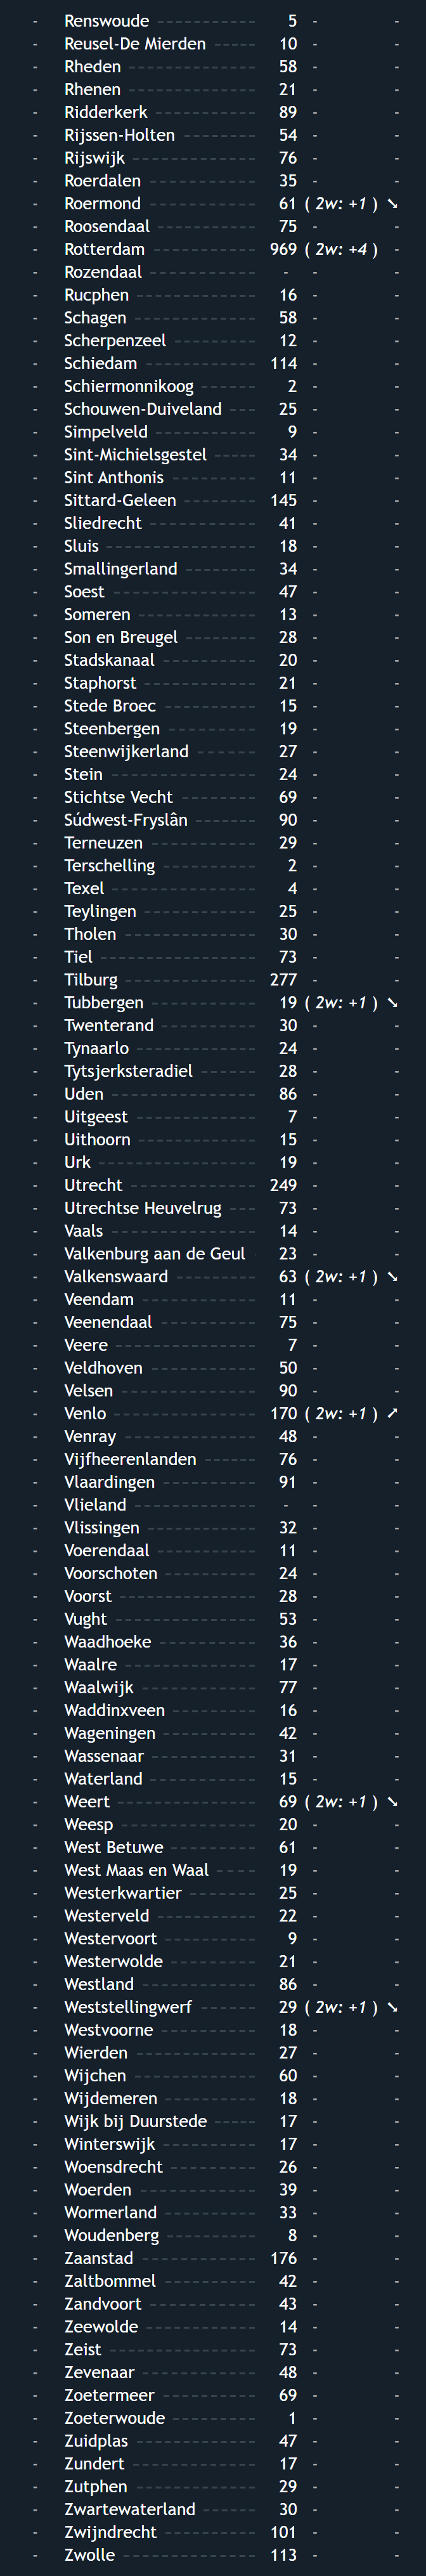 - Renswoude 5 - -
- Reusel-De Mierden 10 - -
- Rheden 58 - -
- Rhenen 21 - -
- Ridderkerk 89 - -
- Rijssen-Holten 54 - -
- Rijswijk 76 - -
- Roerdalen 35 - -
- Roermond 61 ( 2w: +1 ) ➘
- Roosendaal 75 - -
- Rotterdam 969 ( 2w: +4 ) -
- Rozendaal - - -
- Rucphen 16 - -
- Schagen 58 - -
- Scherpenzeel 12 - -
- Schiedam 114 - -
- Schiermonnikoog 2 - -
- Schouwen-Duiveland 25 - -
- Simpelveld 9 - -
- Sint-Michielsgestel 34 - -
- Sint Anthonis 11 - -
- Sittard-Geleen 145 - -
- Sliedrecht 41 - -
- Sluis 18 - -
- Smallingerland 34 - -
- Soest 47 - -
- Someren 13 - -
- Son en Breugel 28 - -
- Stadskanaal 20 - -
- Staphorst 21 - -
- Stede Broec 15 - -
- Steenbergen 19 - -
- Steenwijkerland 27 - -
- Stein 24 - -
- Stichtse Vecht 69 - -
- Súdwest-Fryslân 90 - -
- Terneuzen 29 - -
- Terschelling 2 - -
- Texel 4 - -
- Teylingen 25 - -
- Tholen 30 - -
- Tiel 73 - -
- Tilburg 277 - -
- Tubbergen 19 ( 2w: +1 ) ➘
- Twenterand 30 - -
- Tynaarlo 24 - -
- Tytsjerksteradiel 28 - -
- Uden 86 - -
- Uitgeest 7 - -
- Uithoorn 15 - -
- Urk 19 - -
- Utrecht 249 - -
- Utrechtse Heuvelrug 73 - -
- Vaals 14 - -
- Valkenburg aan de Geul 23 - -
- Valkenswaard 63 ( 2w: +1 ) ➘
- Veendam 11 - -
- Veenendaal 75 - -
- Veere 7 - -
- Veldhoven 50 - -
- Velsen 90 - -
- Venlo 170 ( 2w: +1 ) ➚
- Venray 48 - -
- Vijfheerenlanden 76 - -
- Vlaardingen 91 - -
- Vlieland - - -
- Vlissingen 32 - -
- Voerendaal 11 - -
- Voorschoten 24 - -
- Voorst 28 - -
- Vught 53 - -
- Waadhoeke 36 - -
- Waalre 17 - -
- Waalwijk 77 - -
- Waddinxveen 16 - -
- Wageningen 42 - -
- Wassenaar 31 - -
- Waterland 15 - -
- Weert 69 ( 2w: +1 ) ➘
- Weesp 20 - -
- West Betuwe 61 - -
- West Maas en Waal 19 - -
- Westerkwartier 25 - -
- Westerveld 22 - -
- Westervoort 9 - -
- Westerwolde 21 - -
- Westland 86 - -
- Weststellingwerf 29 ( 2w: +1 ) ➘
- Westvoorne 18 - -
- Wierden 27 - -
- Wijchen 60 - -
- Wijdemeren 18 - -
- Wijk bij Duurstede 17 - -
- Winterswijk 17 - -
- Woensdrecht 26 - -
- Woerden 39 - -
- Wormerland 33 - -
- Woudenberg 8 - -
- Zaanstad 176 - -
- Zaltbommel 42 - -
- Zandvoort 43 - -
- Zeewolde 14 - -
- Zeist 73 - -
- Zevenaar 48 - -
- Zoetermeer 69 - -
- Zoeterwoude 1 - -
- Zuidplas 47 - -
- Zundert 17 - -
- Zutphen 29 - -
- Zwartewaterland 30 - -
- Zwijndrecht 101 - -
- Zwolle 113 - -